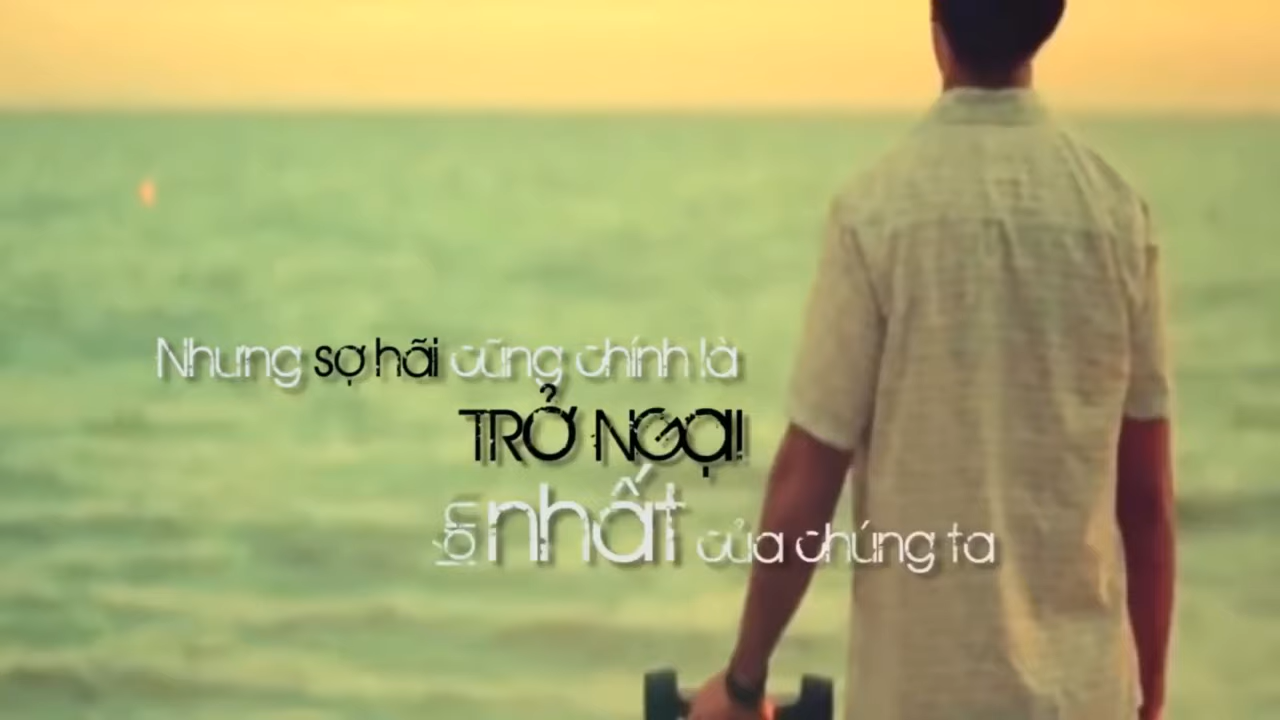 Nhưng sợ hãi cũng chính là
TRỞ NGẠI
lớn nhất của chúng ta